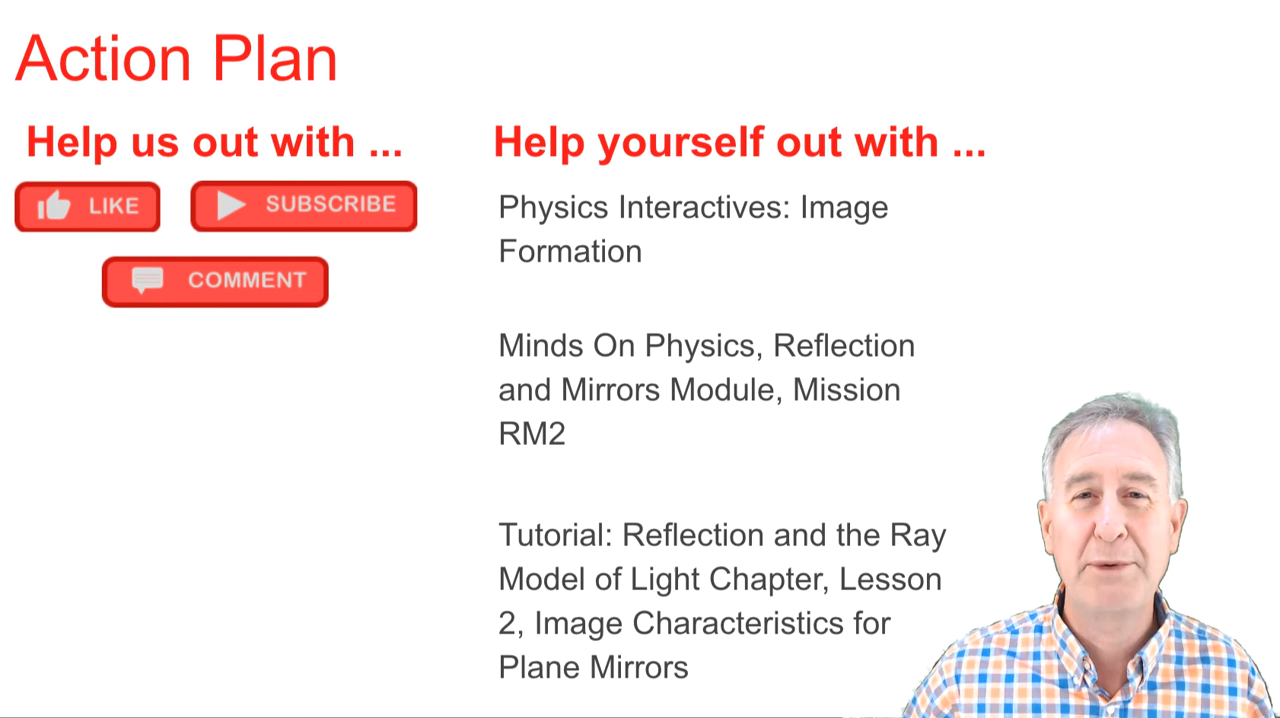 Action Plan
Help us out with ...
LIKE
SUBSCRIBE
COMMENT
Help yourself out with ...
Physics Interactives: Image
Formation
Minds On Physics, Reflection
and Mirrors Module, Mission
RM2
Tutorial: Reflection and the Ray
Model of Light Chapter, Lesson
2, Image Characteristics for
Plane Mirrors